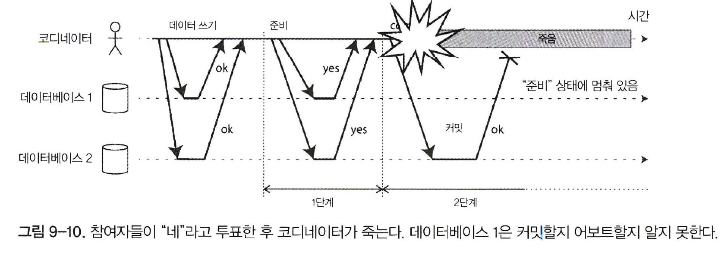 시간
데이터 쓰기
준비
코디네이터
죽음
ok
yes
데이터베이스 1
"준비" 상태에 멈춰 있음
ok
yes
커밋
ok
데이터베이스 2
1단계
2단계
그림 9-10. 참여자들이 "네"라고 투표한 후 코디네이터가 죽는다. 데이터베이스 1은 커밋할지 어보트할지 알지 못한다.